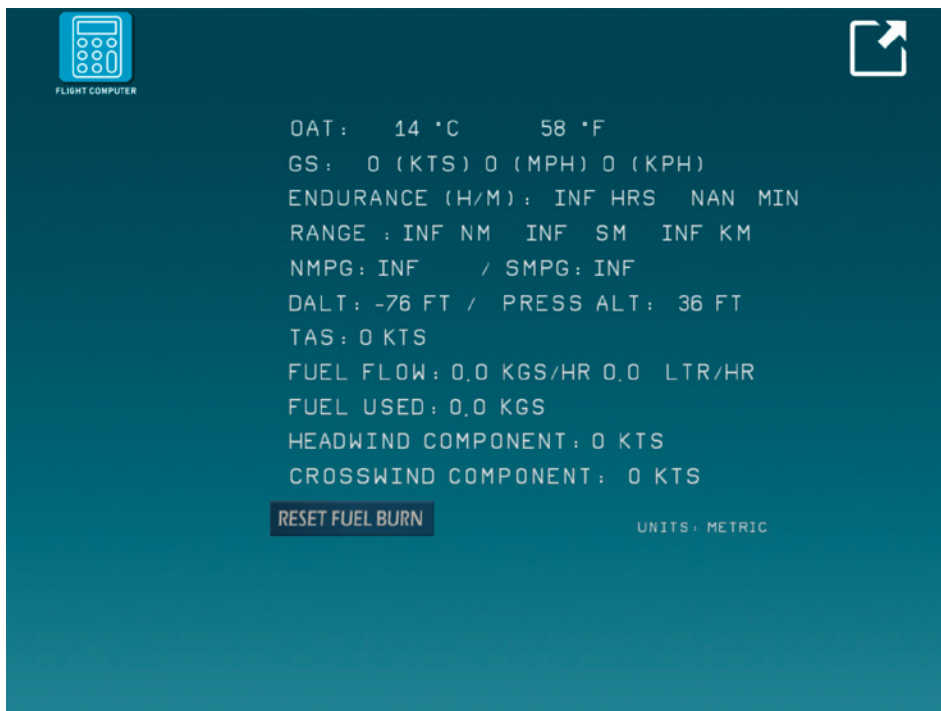 FLIGHT COMPUTER
OAT: 14 °C 58 °F
GS: 0 (KTS) 0 (MPH) 0 (KPH)
ENDURANCE (H/M): INF HRS NAN MIN
RANGE : INF NM INF SM INF KM
NMPG: INF / SMPG: INF
DALT: -76 FT / PRESS ALT: 36 FT
TAS: 0 KTS
FUEL FLOW: 0.0 KGS/HR 0.0 LTR/HR
FUEL USED: 0.0 KGS
HEADWIND COMPONENT: 0 KTS
CROSSWIND COMPONENT: 0 KTS
RESET FUEL BURN
UNITS: METRIC